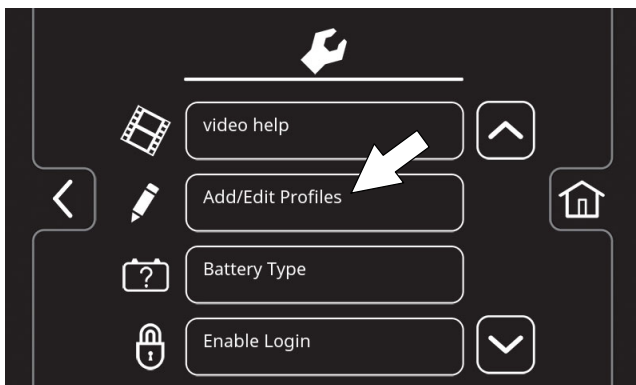 video help
Add/Edit Profiles
?
Battery Type
Enable Login